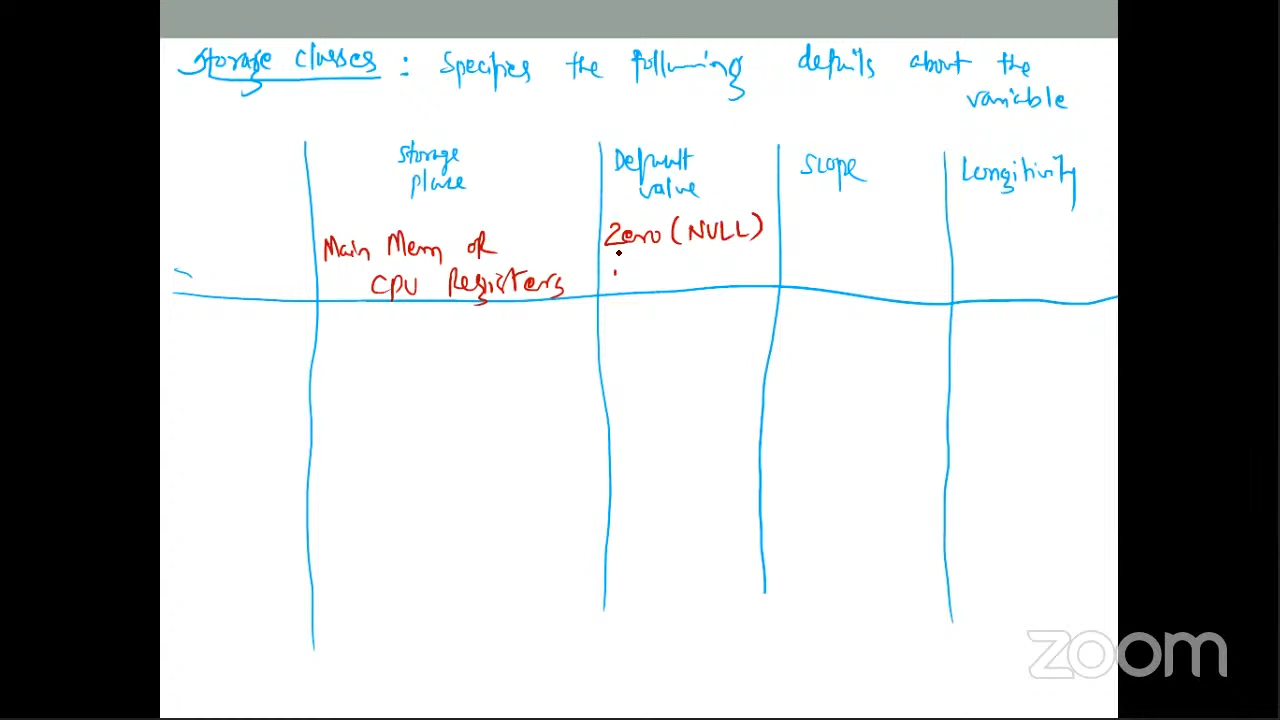 Storage classes : Specifies the following details about the
variable
Storage
place
Default
value
Scope
Longitivity
Main Mem or
CPU Registers
Zero (NULL)
zoom